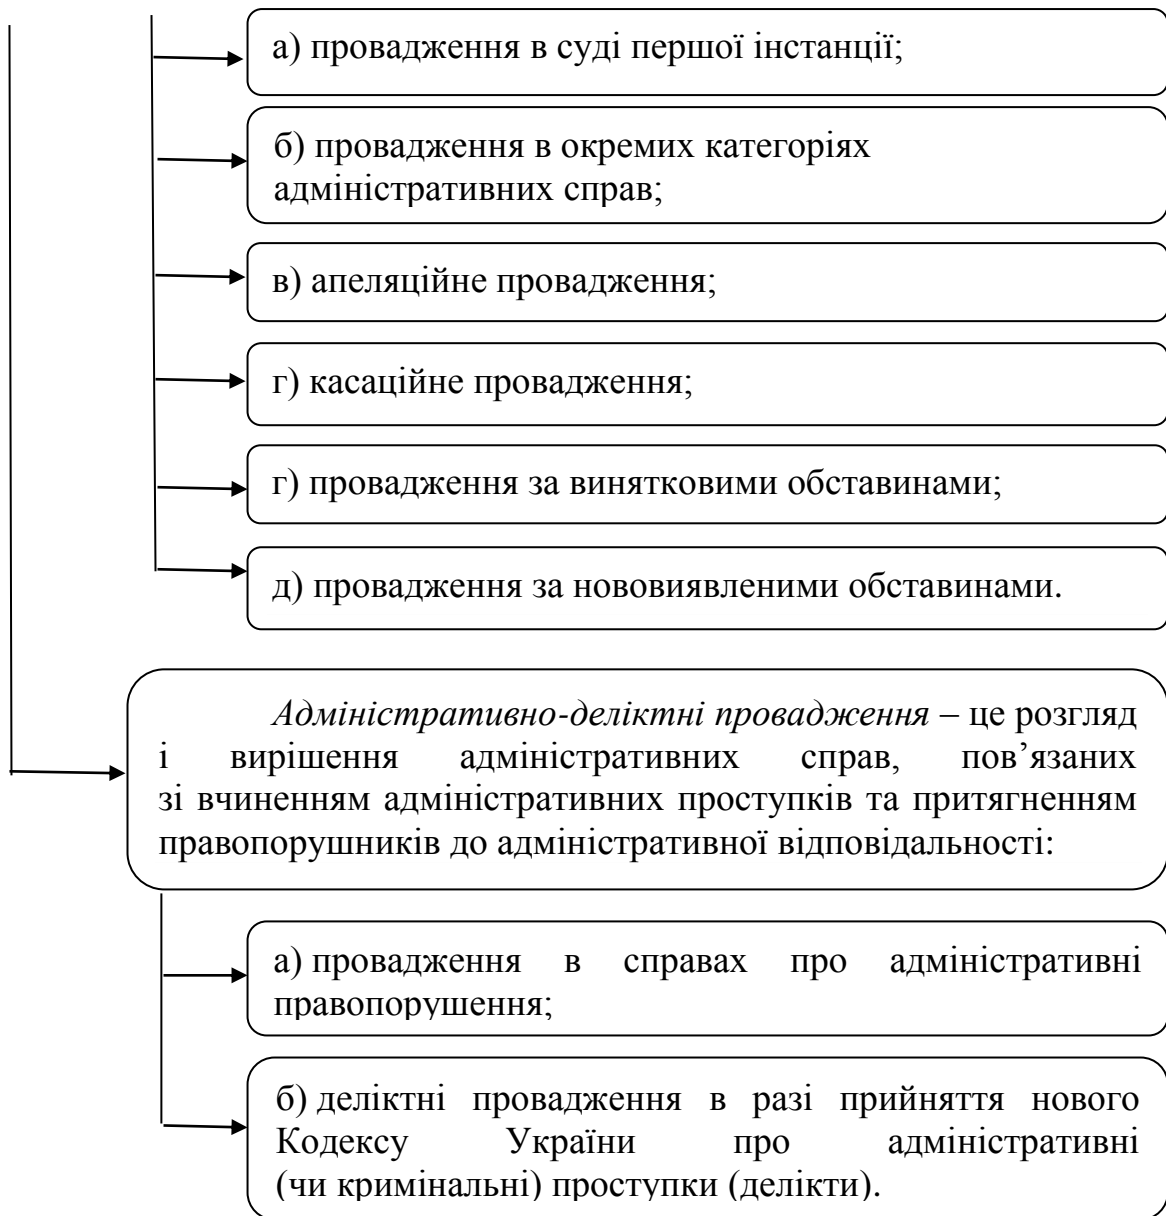 а) провадження в суді першої інстанції;
б) провадження в окремих категоріях
адміністративних справ;
в) апеляційне провадження;
г) касаційне провадження;
г) провадження за винятковими обставинами;
д) провадження за нововиявленими обставинами.
Адміністративно-деліктні провадження – це розгляд
і вирішення адміністративних справ, пов’язаних
зі вчиненням адміністративних проступків та притягненням
правопорушників до адміністративної відповідальності:
а) провадження в справах про адміністративні
правопорушення;
б) деліктні провадження в разі прийняття нового
Кодексу України про адміністративні
(чи кримінальні) проступки (делікти).